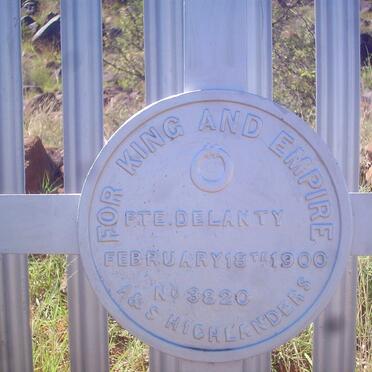 FOR KING AND EMPIRE
PTE. DELANTY
FEBRUARY 18TH 1900
No 3820
A&S HIGHLANDERS